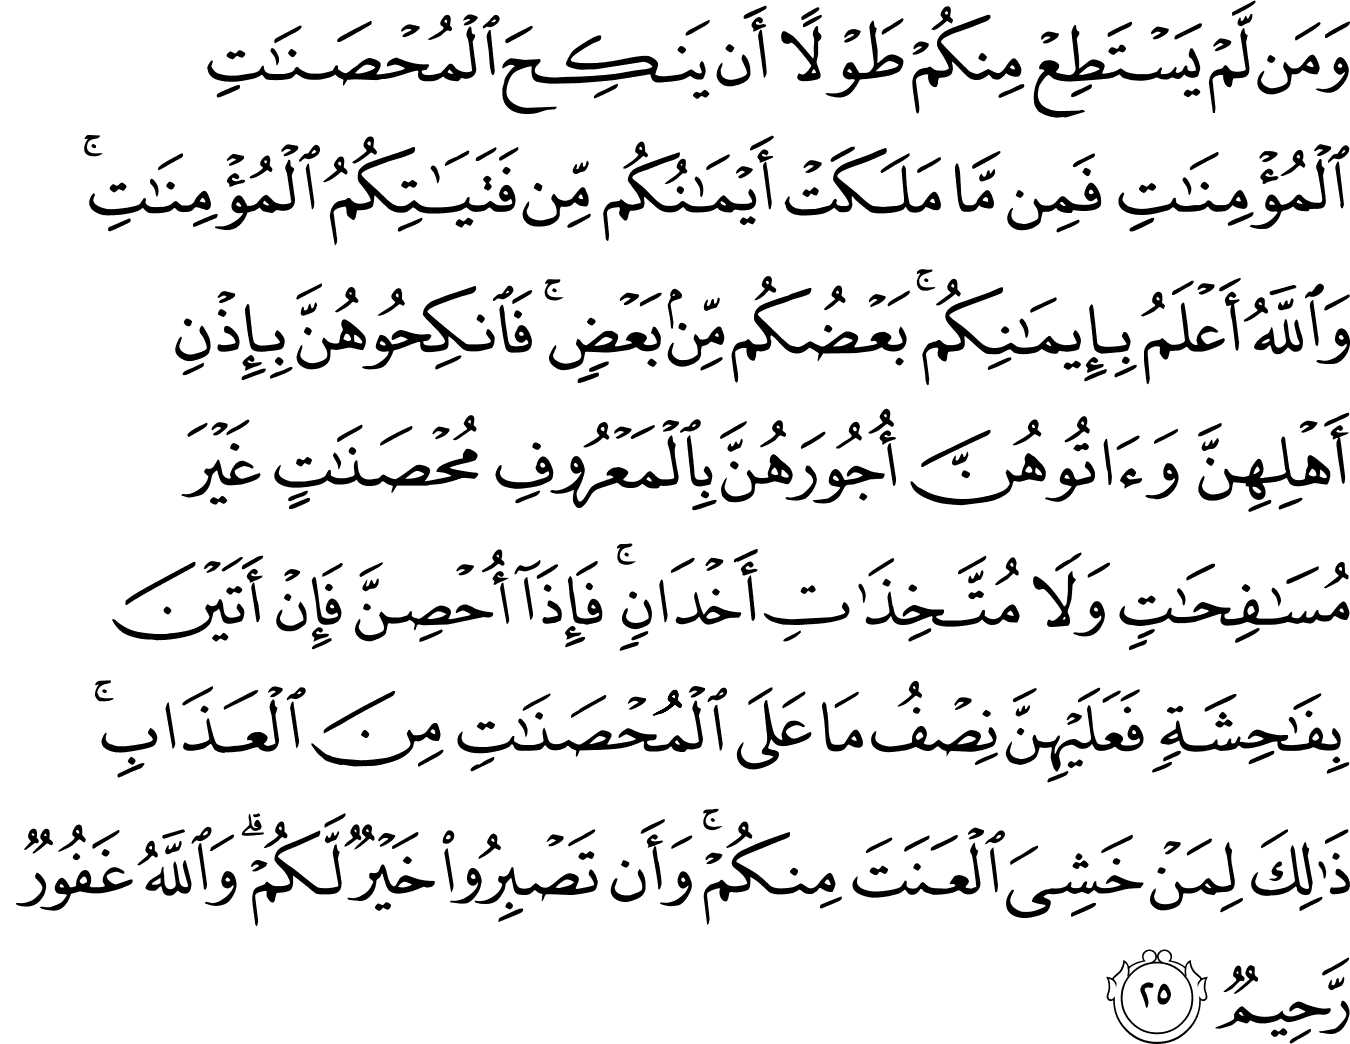 وَمَن لَّمْ يَسْتَطِعْ مِنكُمْ طَوْلًا أَن يَنكِحَ ٱلْمُحْصَنَـٰتِ
ٱلْمُؤْمِنَـٰتِ فَمِن مَّا مَلَكَتْ أَيْمَـٰنُكُم مِّن فَتَيَـٰتِكُمُ ٱلْمُؤْمِنَـٰتِ ۚ
وَٱللَّهُ أَعْلَمُ بِإِيمَـٰنِكُم ۚ بَعْضُكُم مِّنۢ بَعْضٍ ۚ فَٱنكِحُوهُنَّ بِإِذْنِ
أَهْلِهِنَّ وَءَاتُوهُنَّ أُجُورَهُنَّ بِٱلْمَعْرُوفِ مُحْصَنَـٰتٍ غَيْرَ
مُسَـٰفِحَـٰتٍ وَلَا مُتَّخِذَٰتِ أَخْدَانٍ ۚ فَإِذَآ أُحْصِنَّ فَإِنْ أَتَيْنَ
بِفَـٰحِشَةٍ فَعَلَيْهِنَّ نِصْفُ مَا عَلَى ٱلْمُحْصَنَـٰتِ مِنَ ٱلْعَذَابِ ۚ
ذَٰلِكَ لِمَنْ خَشِىَ ٱلْعَنَتَ مِنكُمْ ۚ وَأَن تَصْبِرُوا۟ خَيْرٌ لَّكُمْ ۗ وَٱللَّهُ غَفُورٌ
رَّحِيمٌ ٢٥